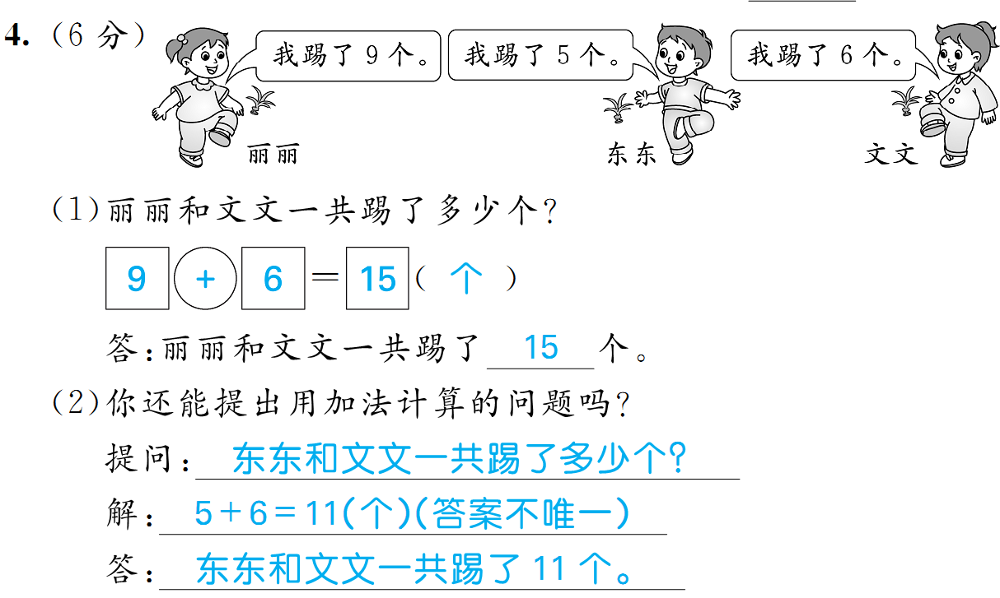 4.（6 分） 我踢了 9 个。 我踢了 5 个。 我踢了 6 个。
丽丽 东东 文文
(1)丽丽和文文一共踢了多少个?
9 + 6 = 15 ( 个 )
答:丽丽和文文一共踢了 15 个。
(2)你还能提出用加法计算的问题吗?
提问: 东东和文文一共踢了多少个?
解: 5+6=11(个)(答案不唯一)
答: 东东和文文一共踢了 11 个。